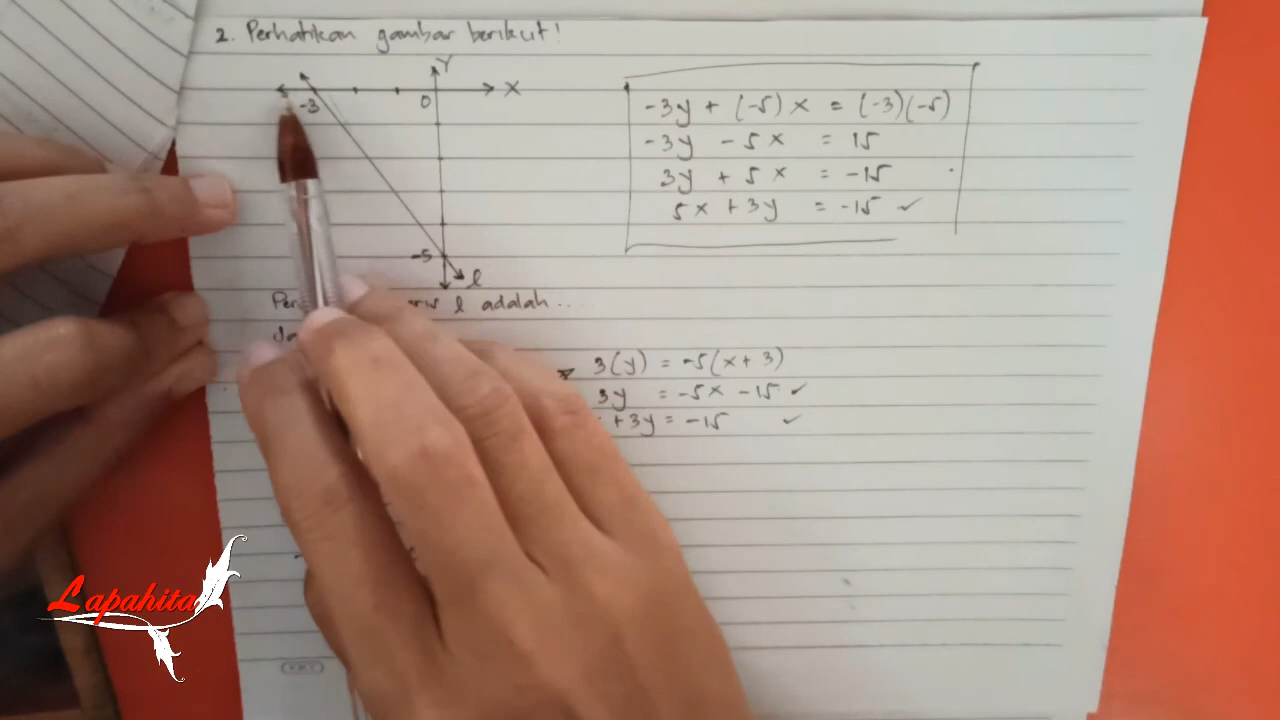 2. Perhatikan gambar berikut!
Y
X
-3
0
-5
l
l adalah ....
-3y + (-5) x = (-3)(-5)
-3y - 5x = 15
3y + 5x = -15
5x + 3y = -15 ✓
3(y) = -5(x+3)
3y = -5x - 15 ✓
+ 3y = -15 ✓
Lapahita